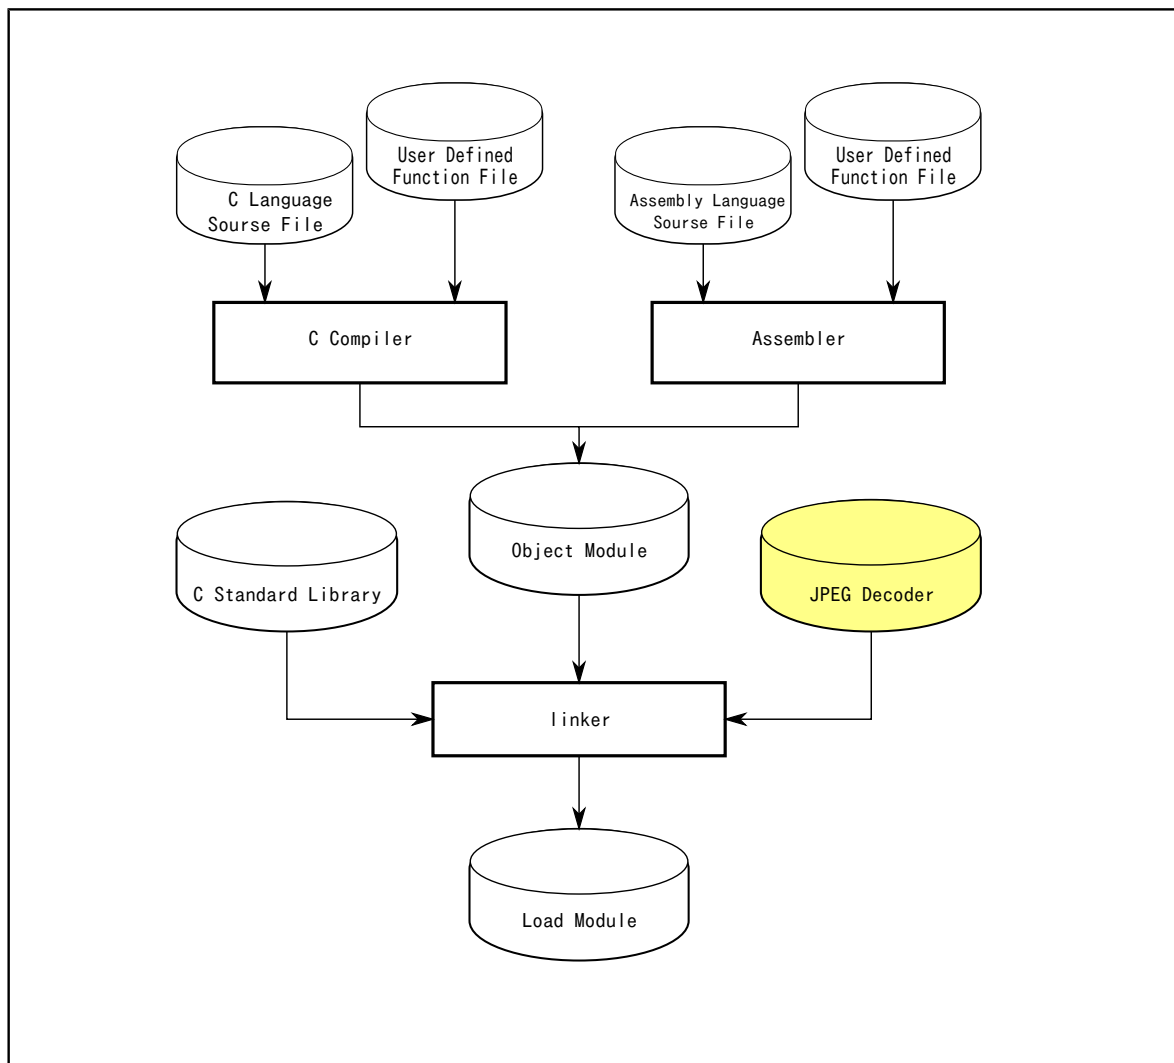 User Defined
Function File
User Defined
Function File
C Language
Sourse File
Assembly Language
Sourse File
C Compiler
Assembler
Object Module
C Standard Library
JPEG Decoder
linker
Load Module